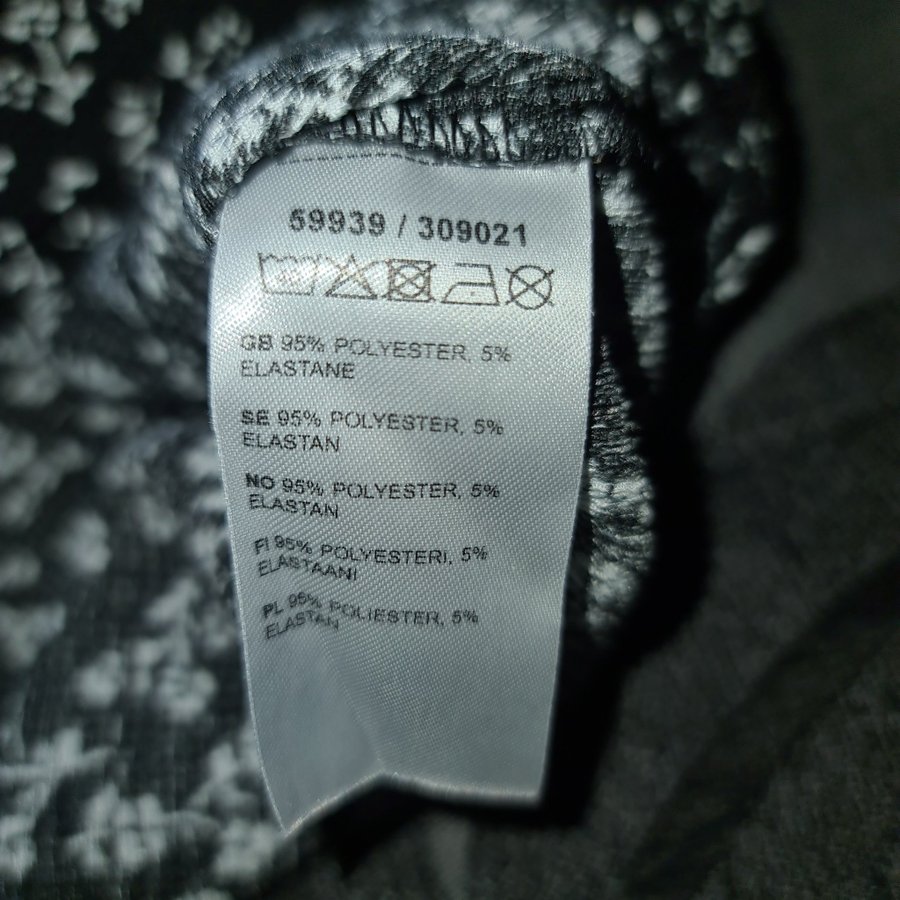 59939 / 309021
GB 95% POLYESTER, 5%
ELASTANE
SE 95% POLYESTER, 5%
ELASTAN
NO 95% POLYESTER, 5%
ELASTAN
FI 95% POLYESTERI, 5%
ELASTAANI
PL 95% POLIESTER, 5%
ELASTAN